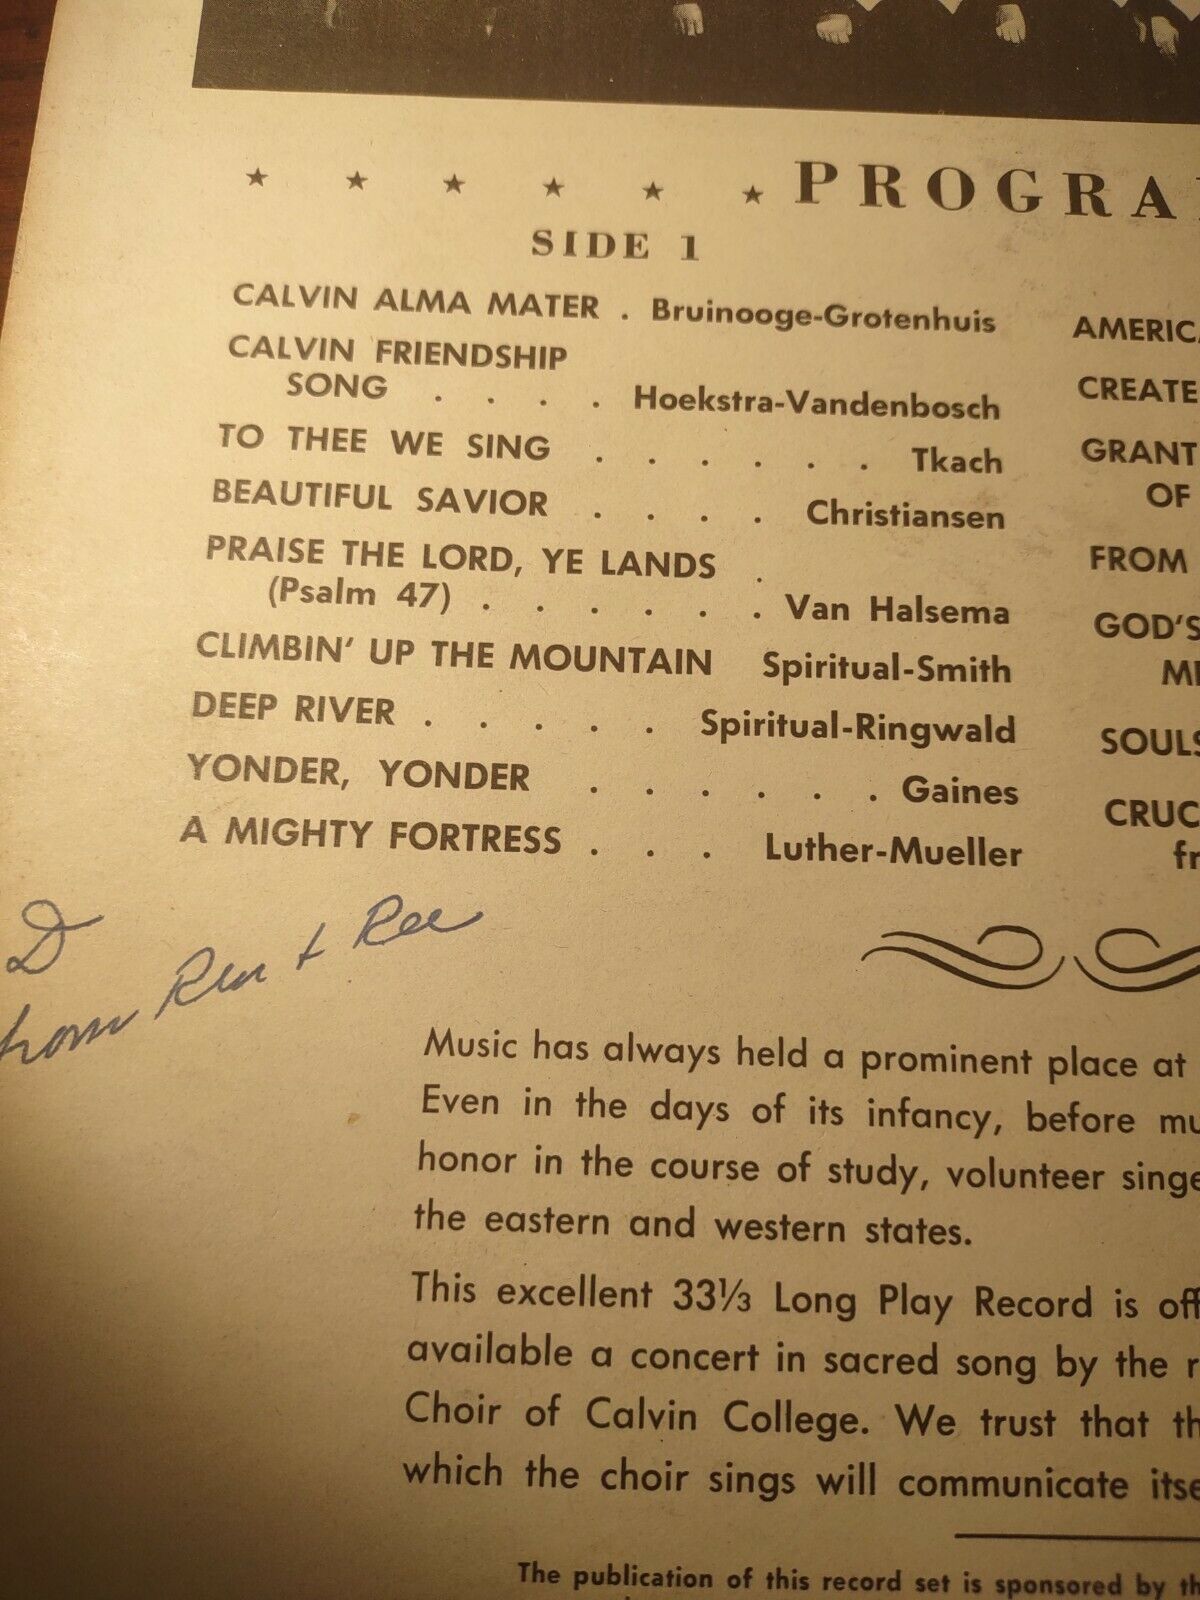 PROGRA
SIDE 1
CALVIN ALMA MATER . Bruinooge-Grotenhuis
CALVIN FRIENDSHIP
SONG . . . . Hoekstra-Vandenbosch
TO THEE WE SING . . . . . . Tkach
BEAUTIFUL SAVIOR . . . . Christiansen
PRAISE THE LORD, YE LANDS .
(Psalm 47) . . . . . . Van Halsema
CLIMBIN' UP THE MOUNTAIN Spiritual-Smith
DEEP RIVER . . . . . Spiritual-Ringwald
YONDER, YONDER . . . . . . Gaines
A MIGHTY FORTRESS . . . Luther-Mueller
AMERICA
CREATE
GRANT
OF
FROM
GOD'S
SOULS
CRUC
fr
D
from + Ree
Music has always held a prominent place at
Even in the days of its infancy, before mu
honor in the course of study, volunteer singe
the eastern and western states.
This excellent 33⅓ Long Play Record is off
available a concert in sacred song by the r
Choir of Calvin College. We trust that th
which the choir sings will communicate itse
The publication of this record set is sponsored by th